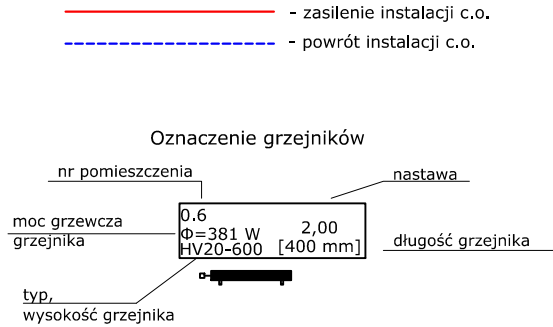 - zasilenie instalacji c.o.
- powrót instalacji c.o.
Oznaczenie grzejników
nr pomieszczenia
nastawa
moc grzewcza
grzejnika
0.6
Φ=381 W
HV20-600
2,00
[400 mm]
długość grzejnika
typ,
wysokość grzejnika